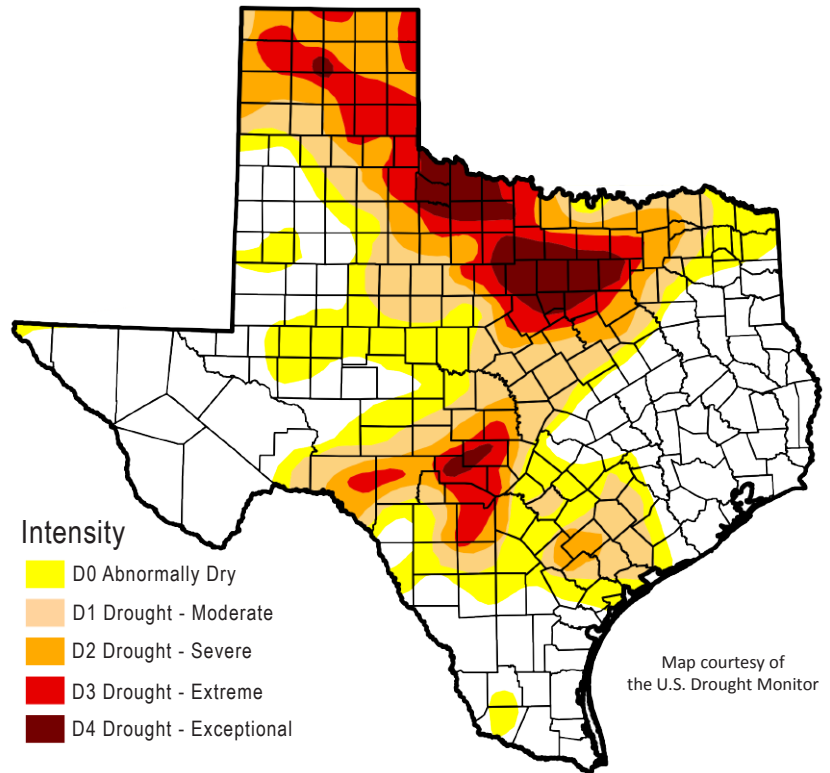 Intensity
D0 Abnormally Dry
D1 Drought - Moderate
D2 Drought - Severe
D3 Drought - Extreme
D4 Drought - Exceptional
Map courtesy of
the U.S. Drought Monitor